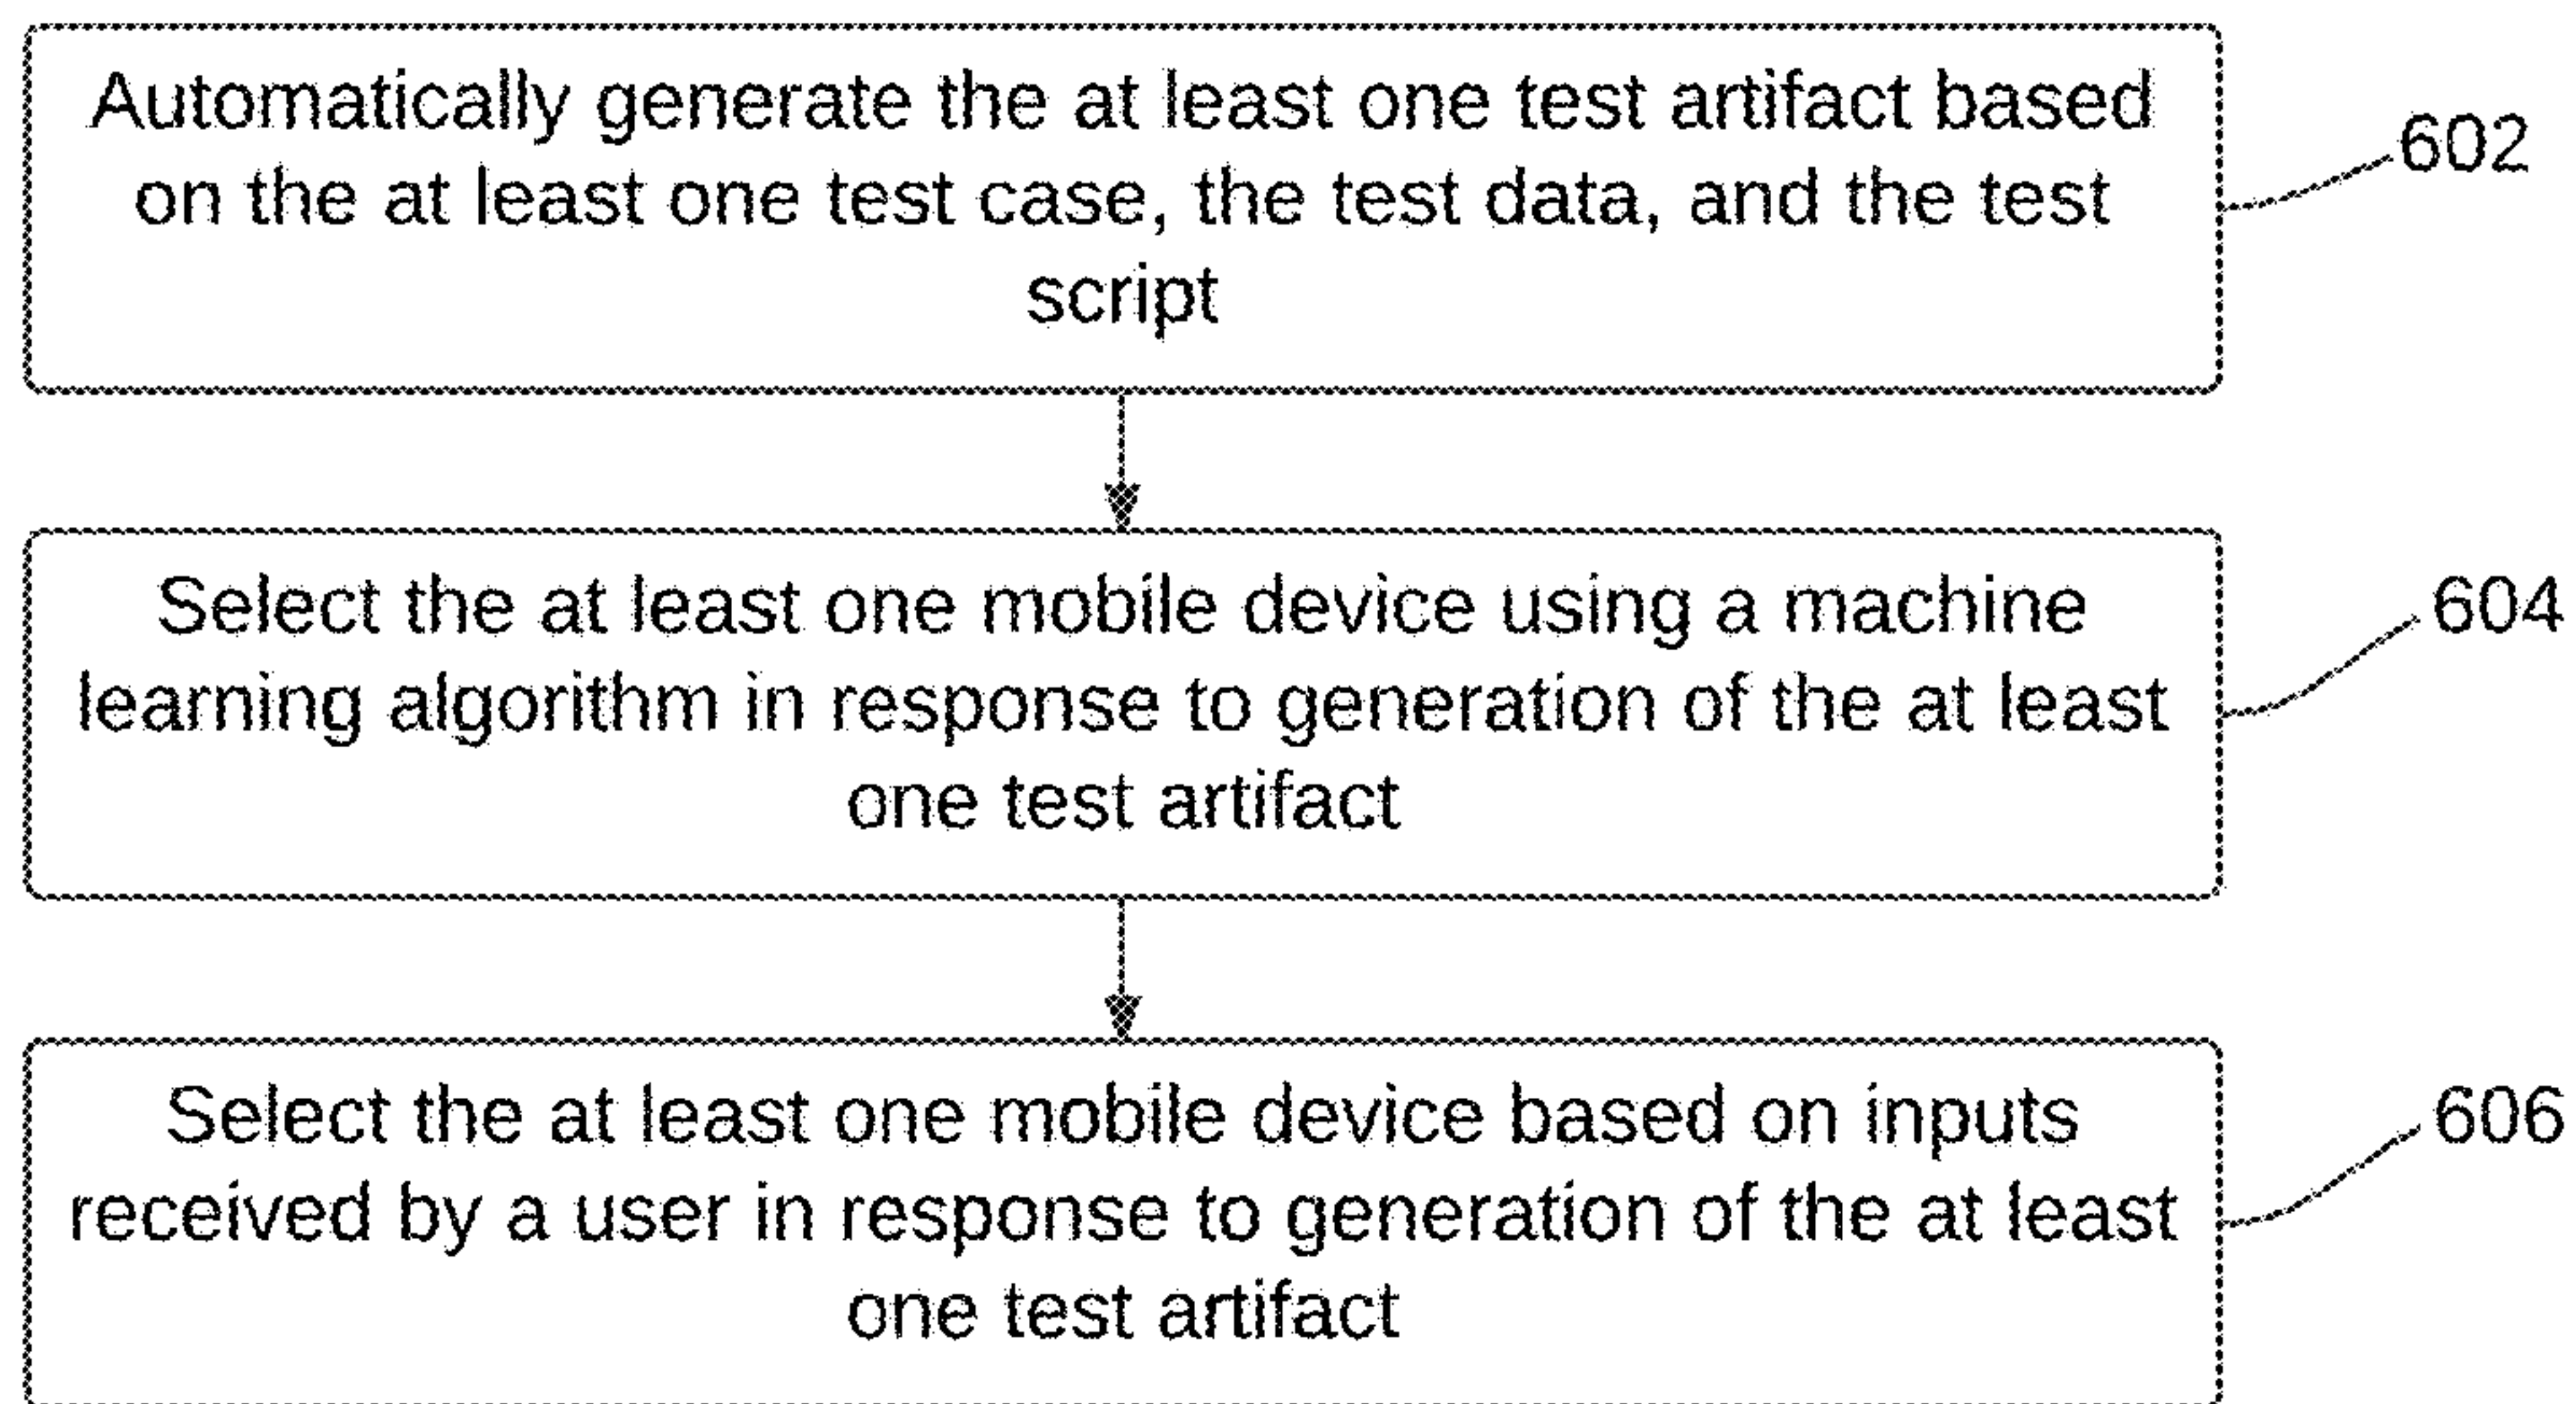 Automatically generate the at least one test artifact based
on the at least one test case, the test data, and the test
script
602
Select the at least one mobile device using a machine
learning algorithm in response to generation of the at least
one test artifact
604
Select the at least one mobile device based on inputs
received by a user in response to generation of the at least
one test artifact
606